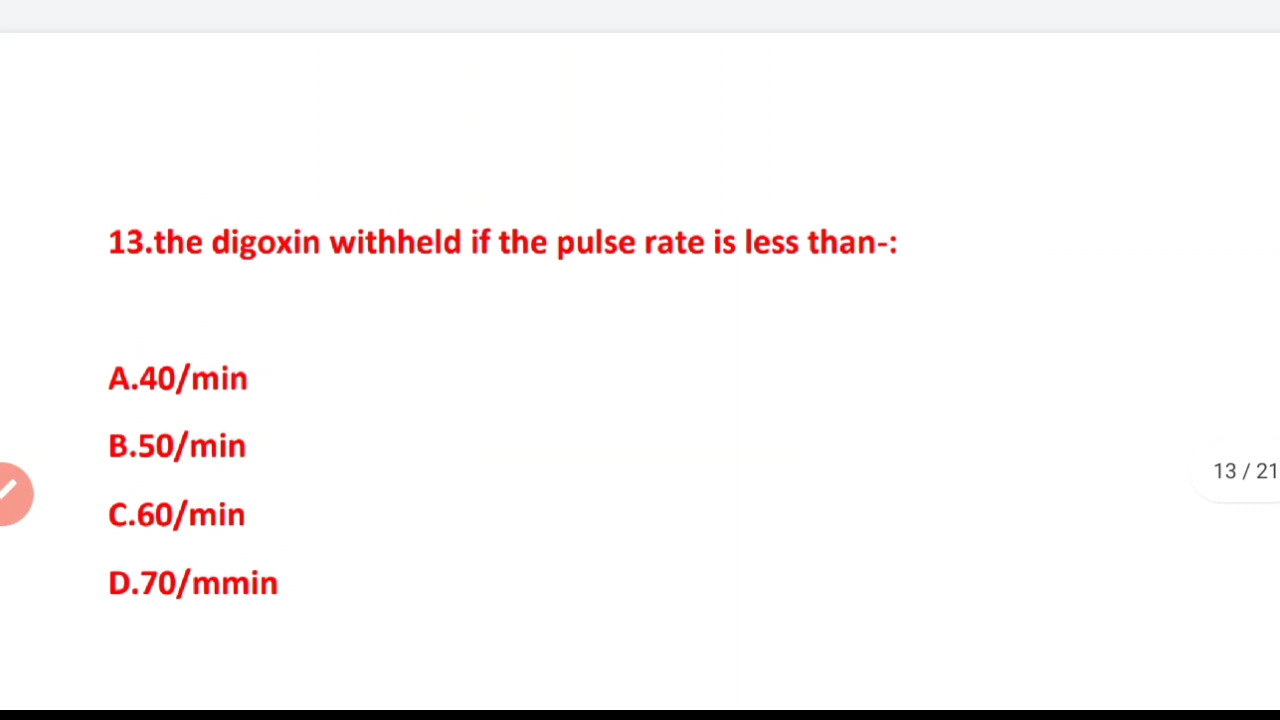 13.the digoxin withheld if the pulse rate is less than-:
A.40/min
B.50/min
C.60/min
13 / 21
D.70/mmin